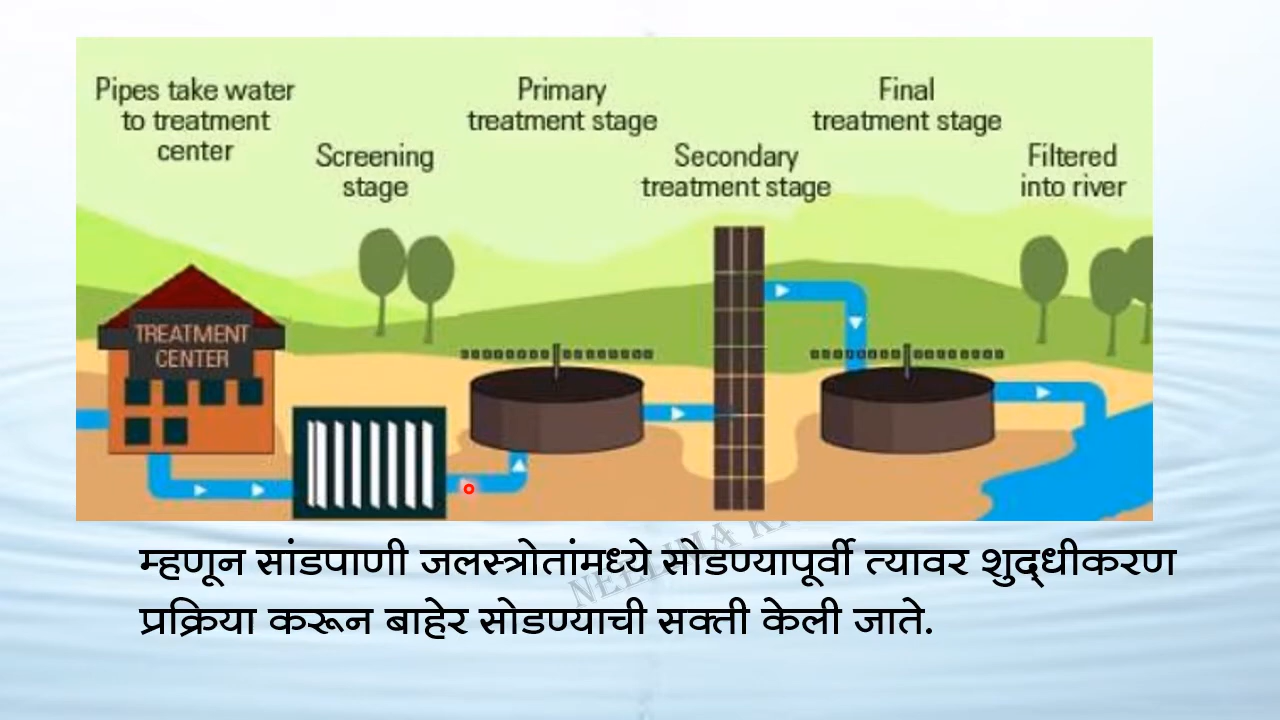 Pipes take water
to treatment
center
Screening
stage
Primary
treatment stage
Secondary
treatment stage
Final
treatment stage
Filtered
into river
TREATMENT
CENTER
म्हणून सांडपाणी जलस्त्रोतांमध्ये सोडण्यापूर्वी त्यावर शुद्धीकरण
प्रक्रिया करून बाहेर सोडण्याची सक्ती केली जाते.